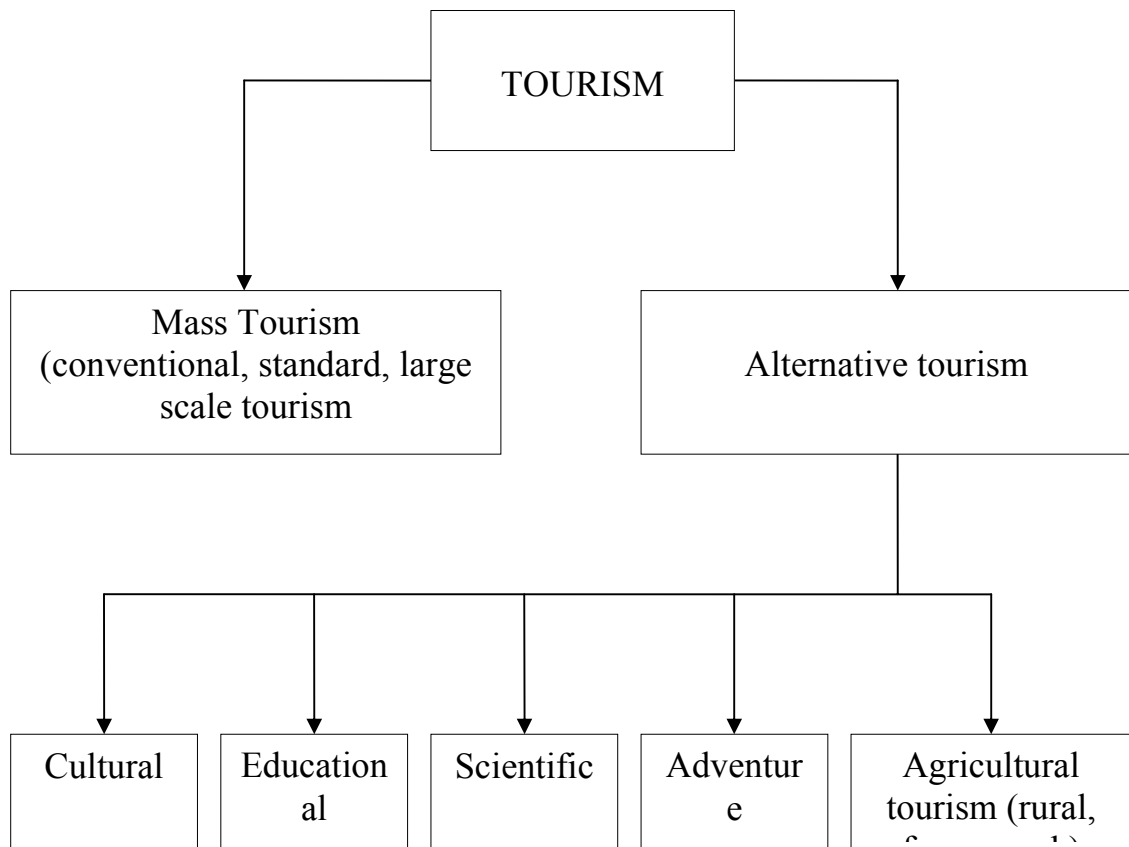 TOURISM
Mass Tourism
(conventional, standard, large
scale tourism
Alternative tourism
Cultural
Education
al
Scientific
Adventur
e
Agricultural
tourism (rural,